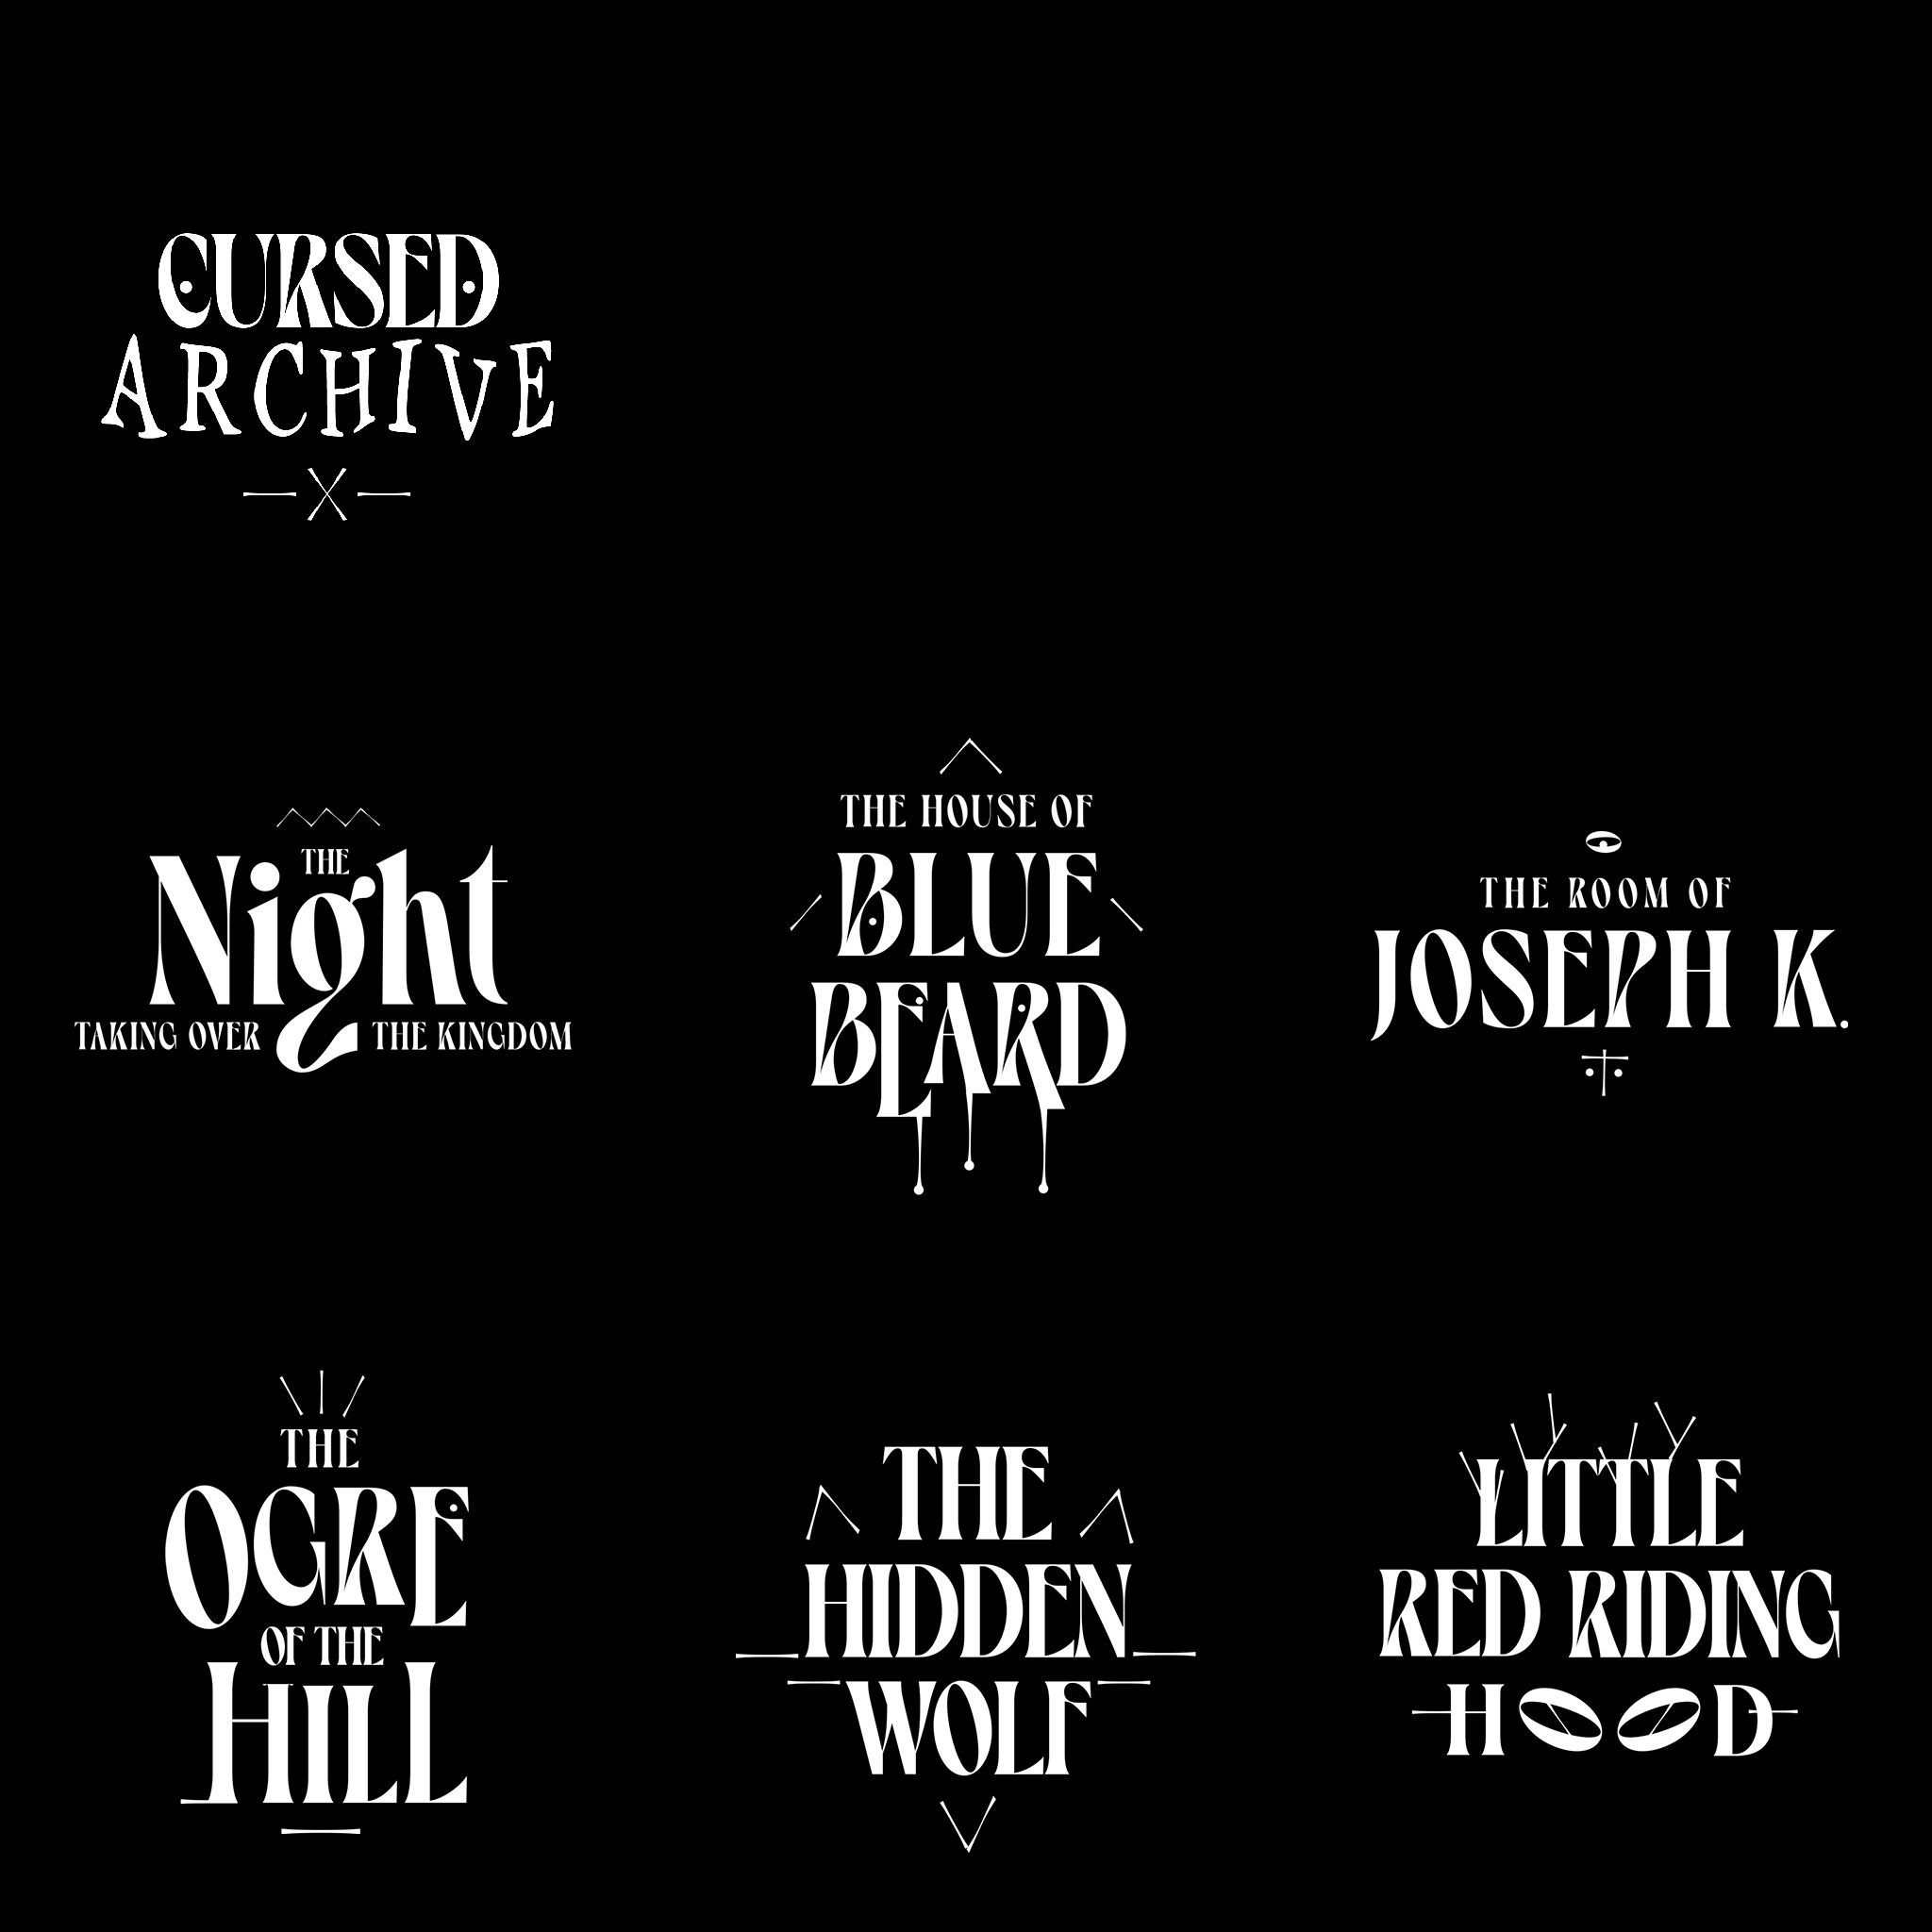 CURSED
ARCHIVE
THE
Night
TAKING OVER THE KINGDOM
THE HOUSE OF
BLUE
BEARD
THE ROOM OF
JOSEPH K.
THE
OGRE
OF THE
HILL
THE
HIDDEN
WOLF
LITTLE
RED RIDING
HOOD